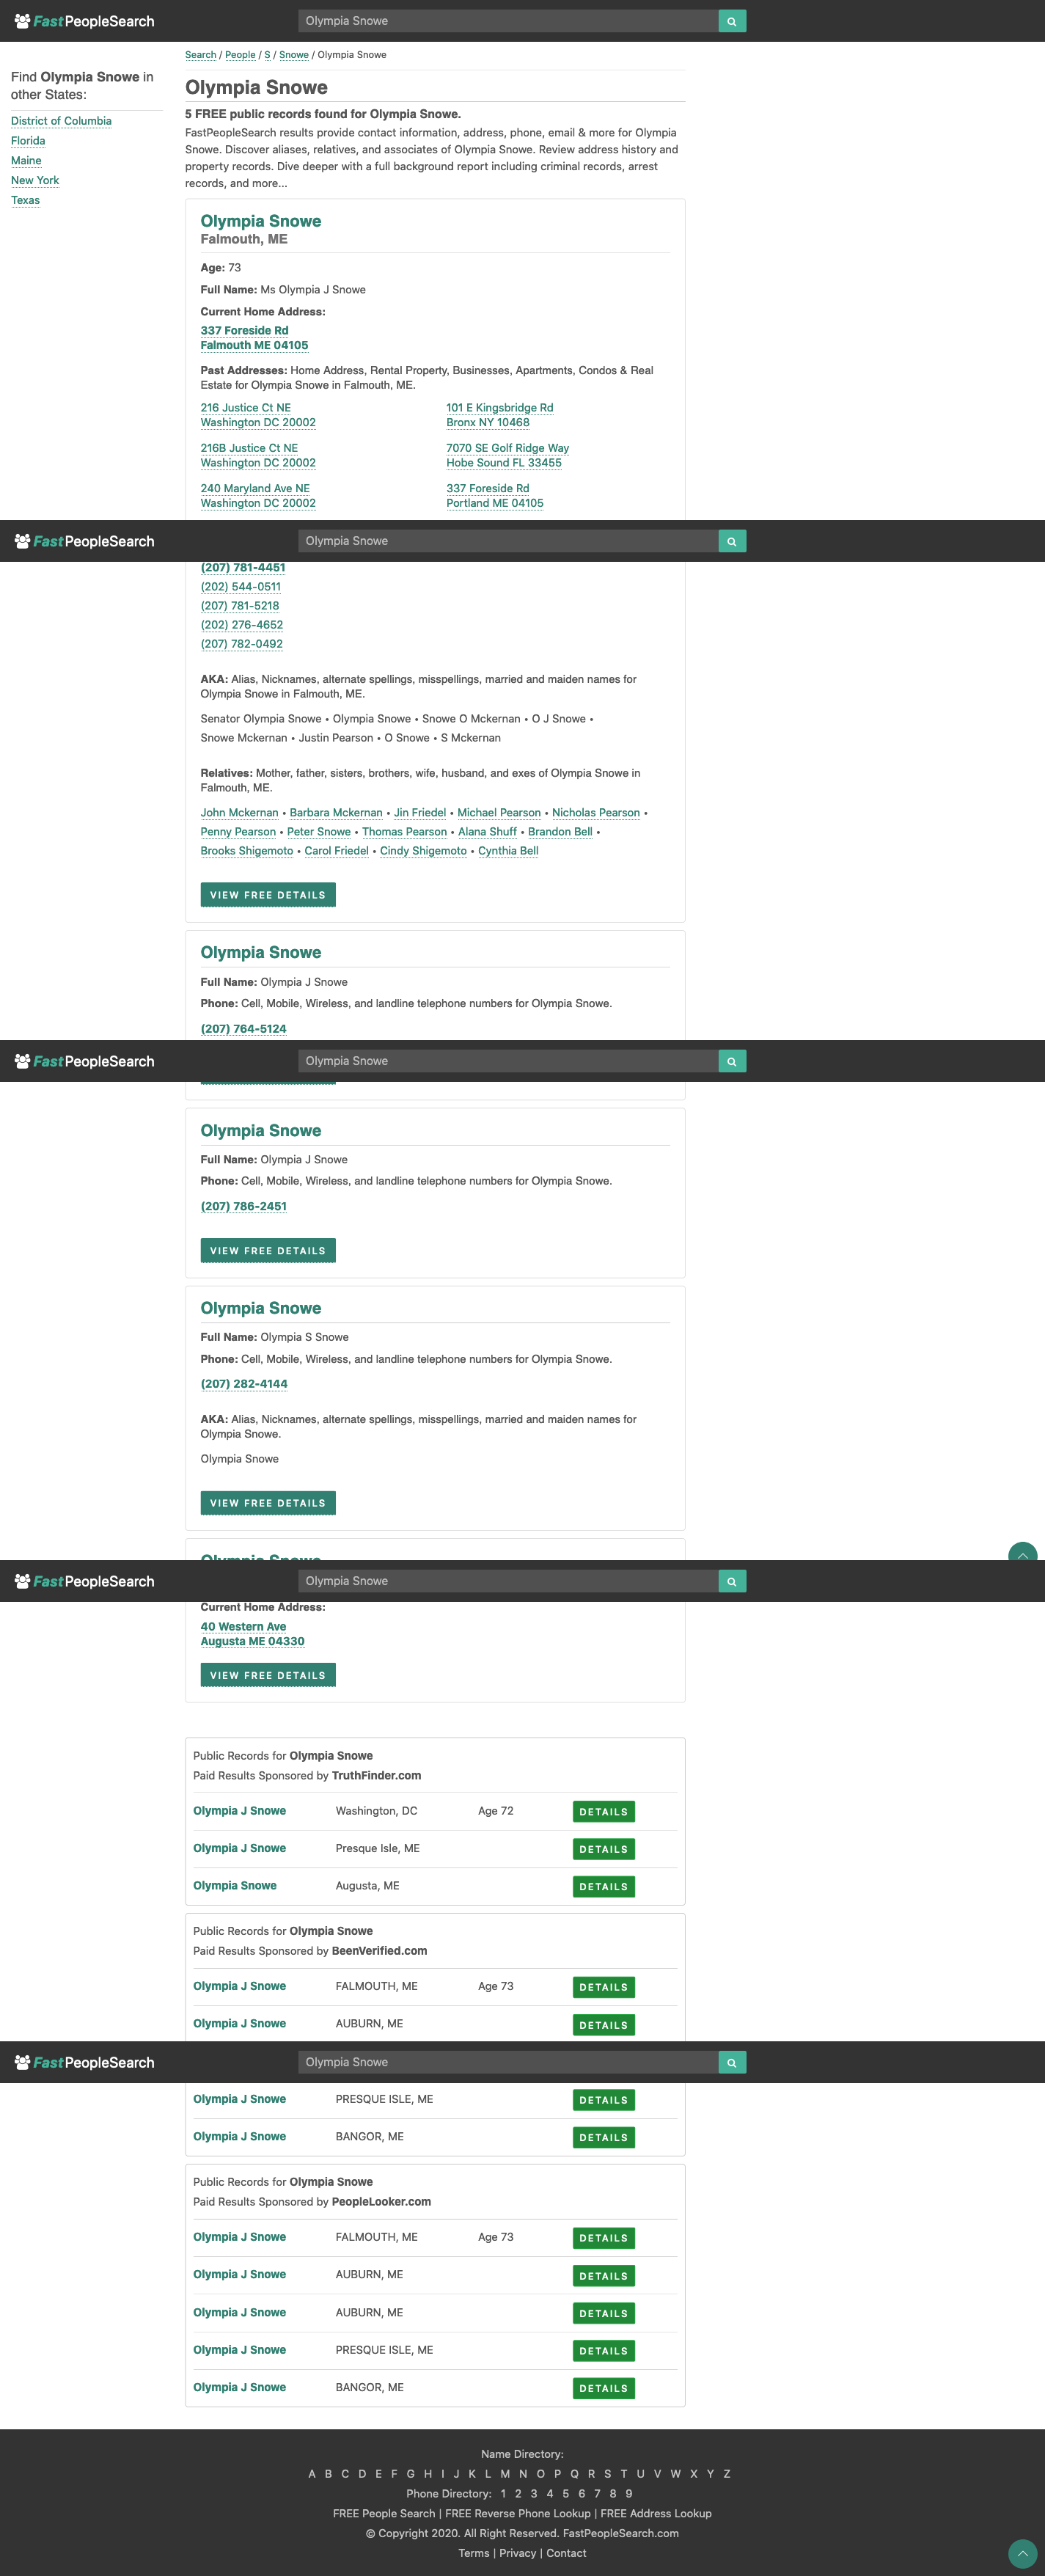 FastPeopleSearch
Olympia Snowe
Search / People / S / Snowe / Olympia Snowe
Find Olympia Snowe in
other States:
District of Columbia
Florida
Maine
New York
Texas
Olympia Snowe
5 FREE public records found for Olympia Snowe.
FastPeopleSearch results provide contact information, address, phone, email & more for Olympia
Snowe. Discover aliases, relatives, and associates of Olympia Snowe. Review address history and
property records. Dive deeper with a full background report including criminal records, arrest
records, and more...
Olympia Snowe
Falmouth, ME
Age: 73
Full Name: Ms Olympia J Snowe
Current Home Address:
337 Foreside Rd
Falmouth ME 04105
Past Addresses: Home Address, Rental Property, Businesses, Apartments, Condos & Real
Estate for Olympia Snowe in Falmouth, ME.
216 Justice Ct NE
Washington DC 20002
101 E Kingsbridge Rd
Bronx NY 10468
216B Justice Ct NE
Washington DC 20002
7070 SE Golf Ridge Way
Hobe Sound FL 33455
240 Maryland Ave NE
Washington DC 20002
337 Foreside Rd
Portland ME 04105
FastPeopleSearch
Olympia Snowe
(207) 781-4451
(202) 544-0511
(207) 781-5218
(202) 276-4652
(207) 782-0492
AKA: Alias, Nicknames, alternate spellings, misspellings, married and maiden names for
Olympia Snowe in Falmouth, ME.
Senator Olympia Snowe • Olympia Snowe • Snowe O Mckernan • O J Snowe •
Snowe Mckernan • Justin Pearson • O Snowe • S Mckernan
Relatives: Mother, father, sisters, brothers, wife, husband, and exes of Olympia Snowe in
Falmouth, ME.
John Mckernan • Barbara Mckernan • Jin Friedel • Michael Pearson • Nicholas Pearson •
Penny Pearson • Peter Snowe • Thomas Pearson • Alana Shuff • Brandon Bell •
Brooks Shigemoto • Carol Friedel • Cindy Shigemoto • Cynthia Bell
VIEW FREE DETAILS
Olympia Snowe
Full Name: Olympia J Snowe
Phone: Cell, Mobile, Wireless, and landline telephone numbers for Olympia Snowe.
(207) 764-5124
FastPeopleSearch
Olympia Snowe
Olympia Snowe
Full Name: Olympia J Snowe
Phone: Cell, Mobile, Wireless, and landline telephone numbers for Olympia Snowe.
(207) 786-2451
VIEW FREE DETAILS
Olympia Snowe
Full Name: Olympia S Snowe
Phone: Cell, Mobile, Wireless, and landline telephone numbers for Olympia Snowe.
(207) 282-4144
AKA: Alias, Nicknames, alternate spellings, misspellings, married and maiden names for
Olympia Snowe.
Olympia Snowe
VIEW FREE DETAILS
Olympia Snowe
FastPeopleSearch
Olympia Snowe
Current Home Address:
40 Western Ave
Augusta ME 04330
VIEW FREE DETAILS
Public Records for Olympia Snowe
Paid Results Sponsored by TruthFinder.com
Olympia J Snowe Washington, DC Age 72 DETAILS
Olympia J Snowe Presque Isle, ME DETAILS
Olympia Snowe Augusta, ME DETAILS
Public Records for Olympia Snowe
Paid Results Sponsored by BeenVerified.com
Olympia J Snowe FALMOUTH, ME Age 73 DETAILS
Olympia J Snowe AUBURN, ME DETAILS
FastPeopleSearch
Olympia Snowe
Olympia J Snowe PRESQUE ISLE, ME DETAILS
Olympia J Snowe BANGOR, ME DETAILS
Public Records for Olympia Snowe
Paid Results Sponsored by PeopleLooker.com
Olympia J Snowe FALMOUTH, ME Age 73 DETAILS
Olympia J Snowe AUBURN, ME DETAILS
Olympia J Snowe AUBURN, ME DETAILS
Olympia J Snowe PRESQUE ISLE, ME DETAILS
Olympia J Snowe BANGOR, ME DETAILS
Name Directory:
A B C D E F G H I J K L M N O P Q R S T U V W X Y Z
Phone Directory: 1 2 3 4 5 6 7 8 9
FREE People Search | FREE Reverse Phone Lookup | FREE Address Lookup
© Copyright 2020. All Right Reserved. FastPeopleSearch.com
Terms | Privacy | Contact